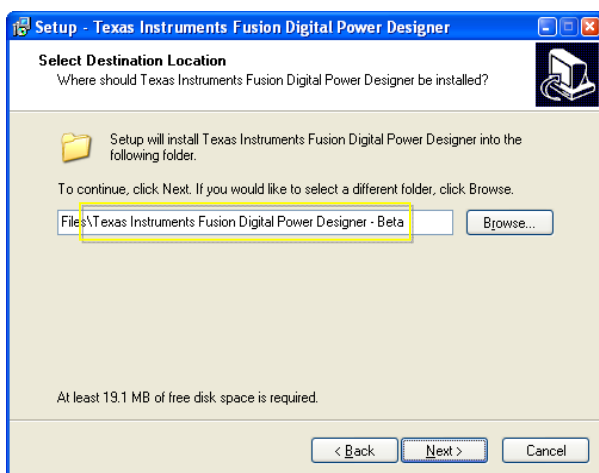 Setup - Texas Instruments Fusion Digital Power Designer
Select Destination Location
Where should Texas Instruments Fusion Digital Power Designer be installed?
Setup will install Texas Instruments Fusion Digital Power Designer into the
following folder.
To continue, click Next. If you would like to select a different folder, click Browse.
Files\Texas Instruments Fusion Digital Power Designer - Beta
Browse...
At least 19.1 MB of free disk space is required.
< Back
Next >
Cancel